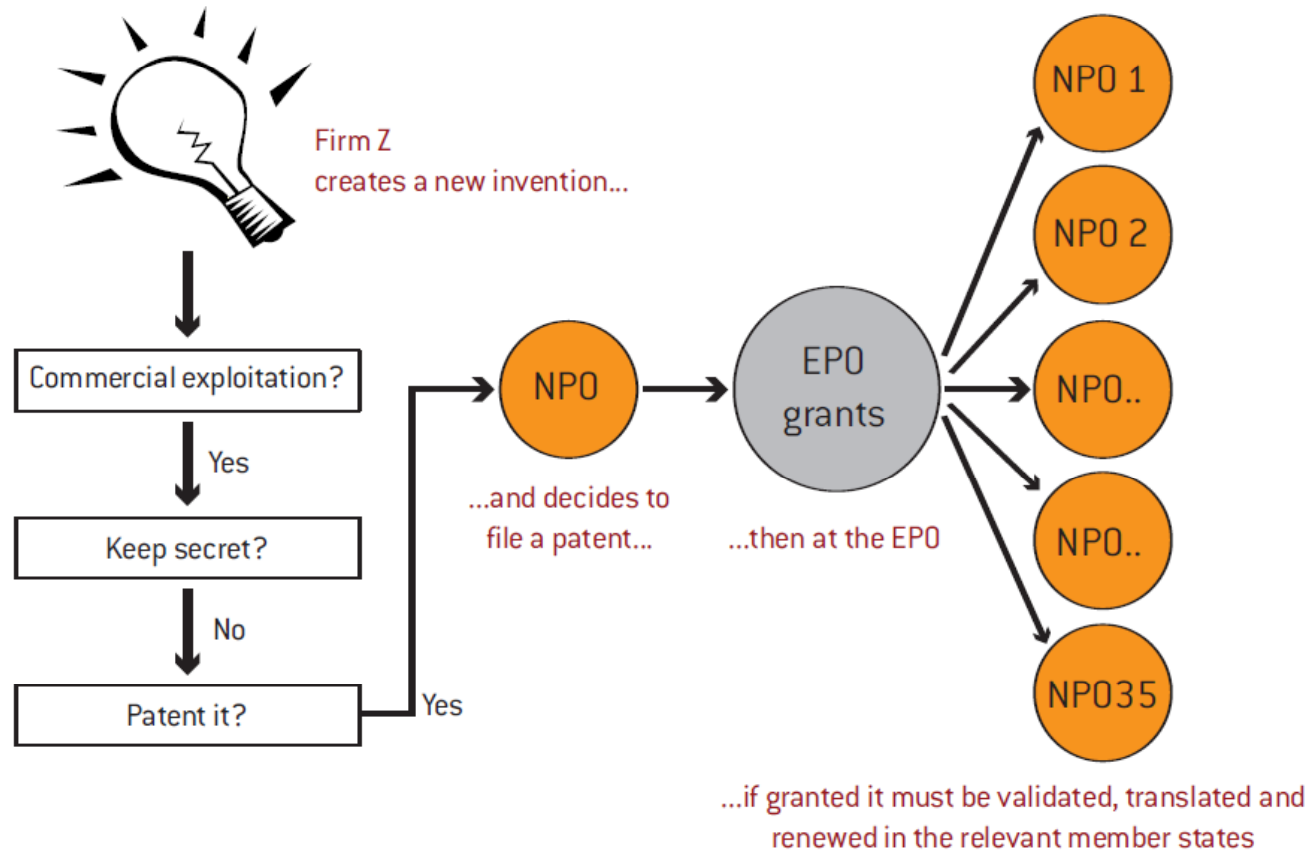 Firm Z
creates a new invention...
Commercial exploitation?
Yes
Keep secret?
No
Patent it?
Yes
NPO
...and decides to
file a patent...
EPO
grants
...then at the EPO
NPO 1
NPO 2
NPO..
NPO..
NPO35
...if granted it must be validated, translated and
renewed in the relevant member states